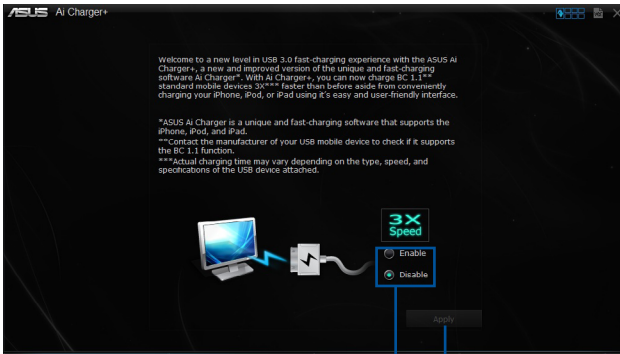 ASUS Ai Charger+
Welcome to a new level in USB 3.0 fast-charging experience with the ASUS Ai
Charger+, a new and improved version of the unique and fast-charging
software Ai Charger*. With Ai Charger+, you can now charge BC 1.1**
standard mobile devices 3X*** faster than before aside from conveniently
charging your iPhone, iPod, or iPad using it's easy and user-friendly interface.
*ASUS Ai Charger is a unique and fast-charging software that supports the
iPhone, iPod, and iPad.
**Contact the manufacturer of your USB mobile device to check if it supports
the BC 1.1 function.
***Actual charging time may vary depending on the type, speed, and
specifications of the USB device attached.
3X
Speed
Enable
Disable
Apply